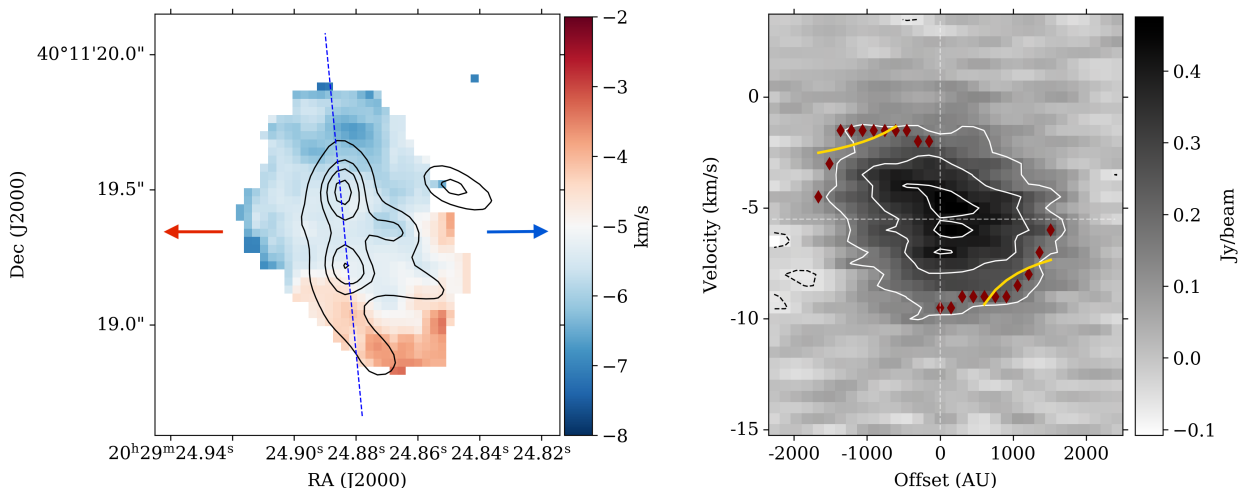 40°11'20.0"
19.5"
19.0"
Dec (J2000)
20ʰ29ᵐ24.94ˢ 24.90ˢ 24.88ˢ 24.86ˢ 24.84ˢ 24.82ˢ
RA (J2000)
−2
−3
−4
−5
−6
−7
−8
km/s
0
-5
-10
-15
Velocity (km/s)
-2000 -1000 0 1000 2000
Offset (AU)
0.4
0.3
0.2
0.1
0.0
−0.1
Jy/beam